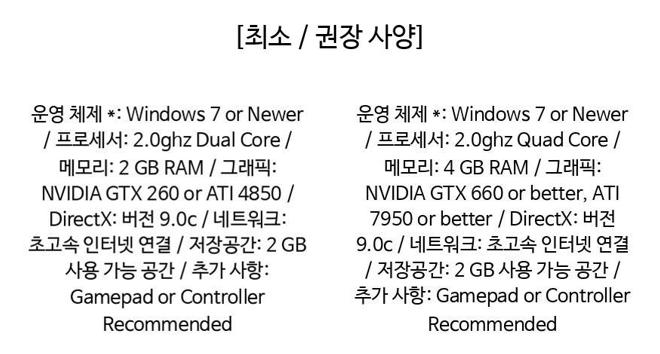 [최소 / 권장 사양]
운영 체제 *: Windows 7 or Newer
/ 프로세서: 2.0ghz Dual Core /
메모리: 2 GB RAM / 그래픽:
NVIDIA GTX 260 or ATI 4850 /
DirectX: 버전 9.0c / 네트워크:
초고속 인터넷 연결 / 저장공간: 2 GB
사용 가능 공간 / 추가 사항:
Gamepad or Controller
Recommended
운영 체제 *: Windows 7 or Newer
/ 프로세서: 2.0ghz Quad Core /
메모리: 4 GB RAM / 그래픽:
NVIDIA GTX 660 or better, ATI
7950 or better / DirectX: 버전
9.0c / 네트워크: 초고속 인터넷 연결
/ 저장공간: 2 GB 사용 가능 공간 /
추가 사항: Gamepad or Controller
Recommended